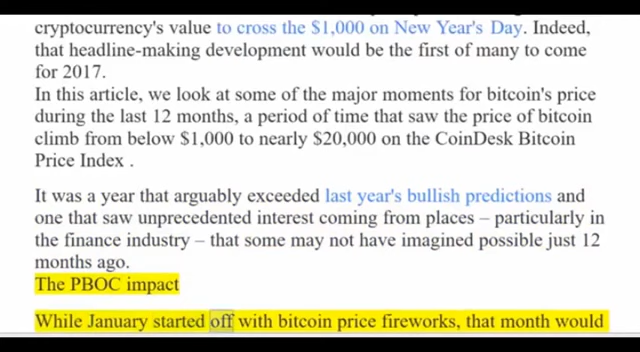 cryptocurrency's value to cross the $1,000 on New Year's Day. Indeed,
that headline-making development would be the first of many to come
for 2017.
In this article, we look at some of the major moments for bitcoin's price
during the last 12 months, a period of time that saw the price of bitcoin
climb from below $1,000 to nearly $20,000 on the CoinDesk Bitcoin
Price Index .
It was a year that arguably exceeded last year's bullish predictions and
one that saw unprecedented interest coming from places – particularly in
the finance industry – that some may not have imagined possible just 12
months ago.
The PBOC impact
While January started off with bitcoin price fireworks, that month would